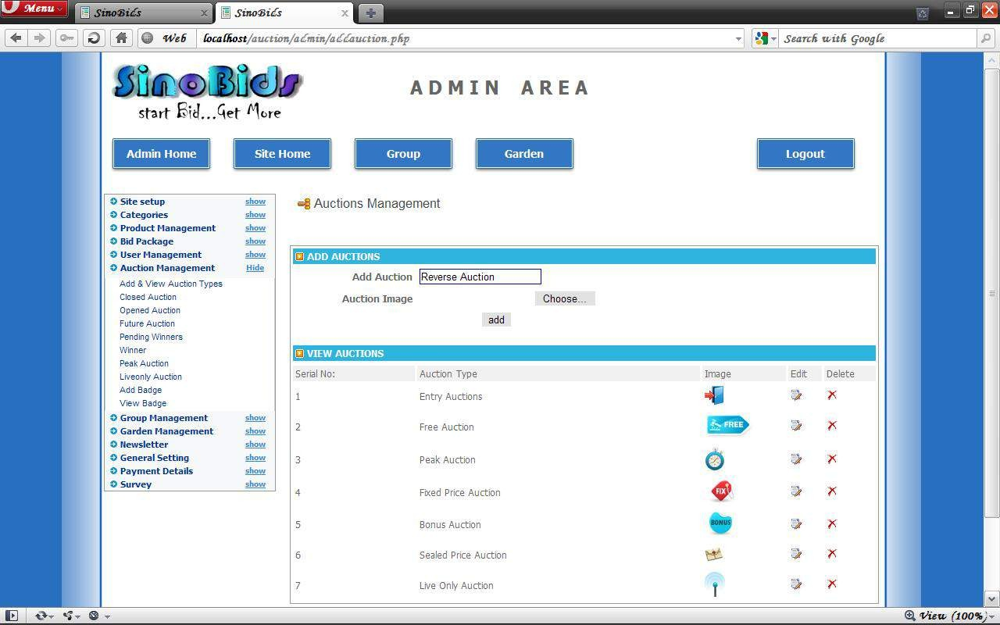 Menu
SinoBids
SinoBids
Web
localhost/auction/admin/addauction.php
Search with Google
SinoBids
start Bid...Get More
ADMIN AREA
Admin Home
Site Home
Group
Garden
Logout
Site setup show
Categories show
Product Management show
Bid Package show
User Management show
Auction Management Hide
Add & View Auction Types
Closed Auction
Opened Auction
Future Auction
Pending Winners
Winner
Peak Auction
Liveonly Auction
Add Badge
View Badge
Group Management show
Garden Management show
Newsletter show
General Setting show
Payment Details show
Survey show
Auctions Management
ADD AUCTIONS
Add Auction Reverse Auction
Auction Image Choose...
add
VIEW AUCTIONS
Serial No: Auction Type Image Edit Delete
1 Entry Auctions
2 Free Auction FREE
3 Peak Auction
4 Fixed Price Auction FIX
5 Bonus Auction BONUS
6 Sealed Price Auction
7 Live Only Auction
View (100%)